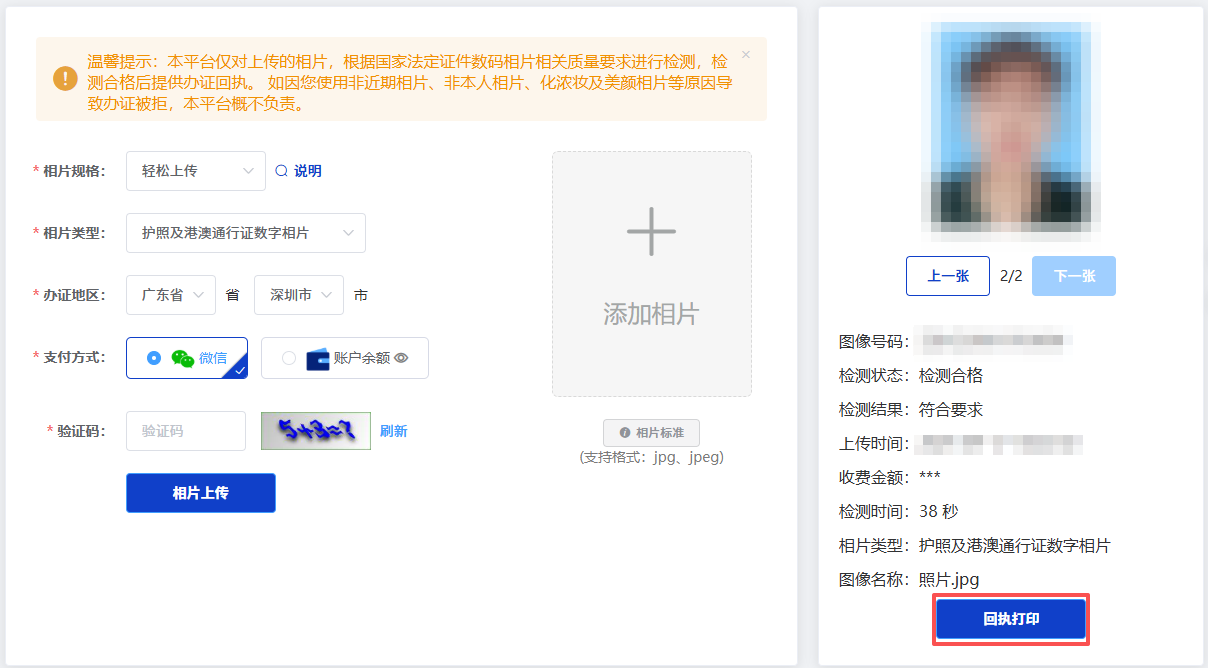 温馨提示：本平台仅对上传的相片，根据国家法定证件数码相片相关质量要求进行检测，检
测合格后提供办证回执。 如因您使用非近期相片、非本人相片、化浓妆及美颜相片等原因导
致办证被拒，本平台概不负责。
×
* 相片规格： 轻松上传 说明
* 相片类型： 护照及港澳通行证数字相片
* 办证地区： 广东省 省 深圳市 市
* 支付方式： 微信 账户余额
* 验证码： 验证码 5+3=? 刷新
相片上传
添加相片
相片标准
(支持格式：jpg、jpeg)
上一张 2/2 下一张
图像号码：
检测状态：检测合格
检测结果：符合要求
上传时间：
收费金额：***
检测时间：38 秒
相片类型：护照及港澳通行证数字相片
图像名称：照片.jpg
回执打印